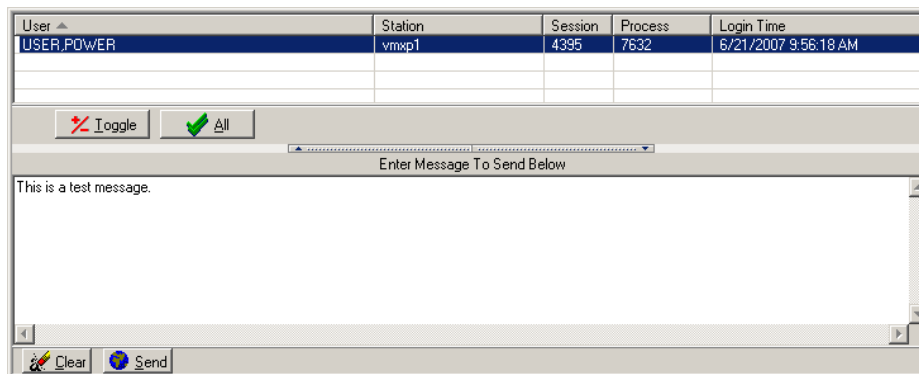 User Station Session Process Login Time
USER,POWER vmxp1 4395 7632 6/21/2007 9:56:18 AM
Toggle All
Enter Message To Send Below
This is a test message.
Clear Send